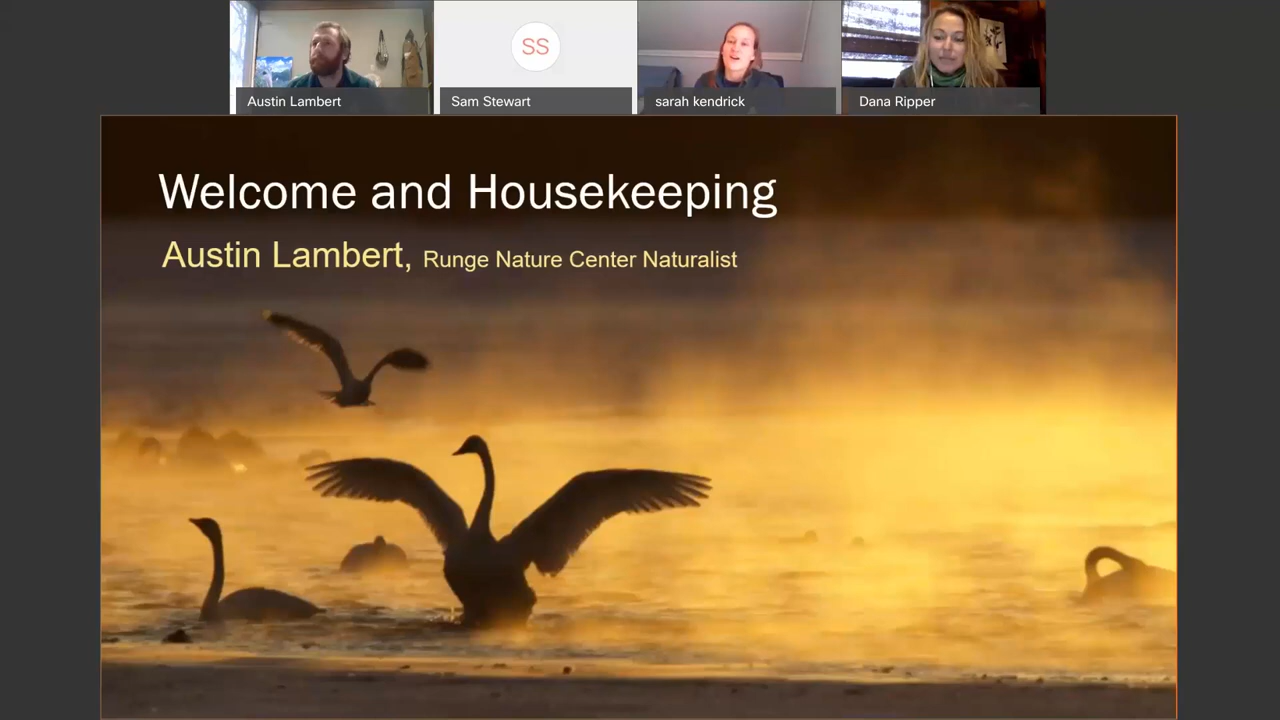 SS
Austin Lambert
Sam Stewart
sarah kendrick
Dana Ripper
Welcome and Housekeeping
Austin Lambert, Runge Nature Center Naturalist